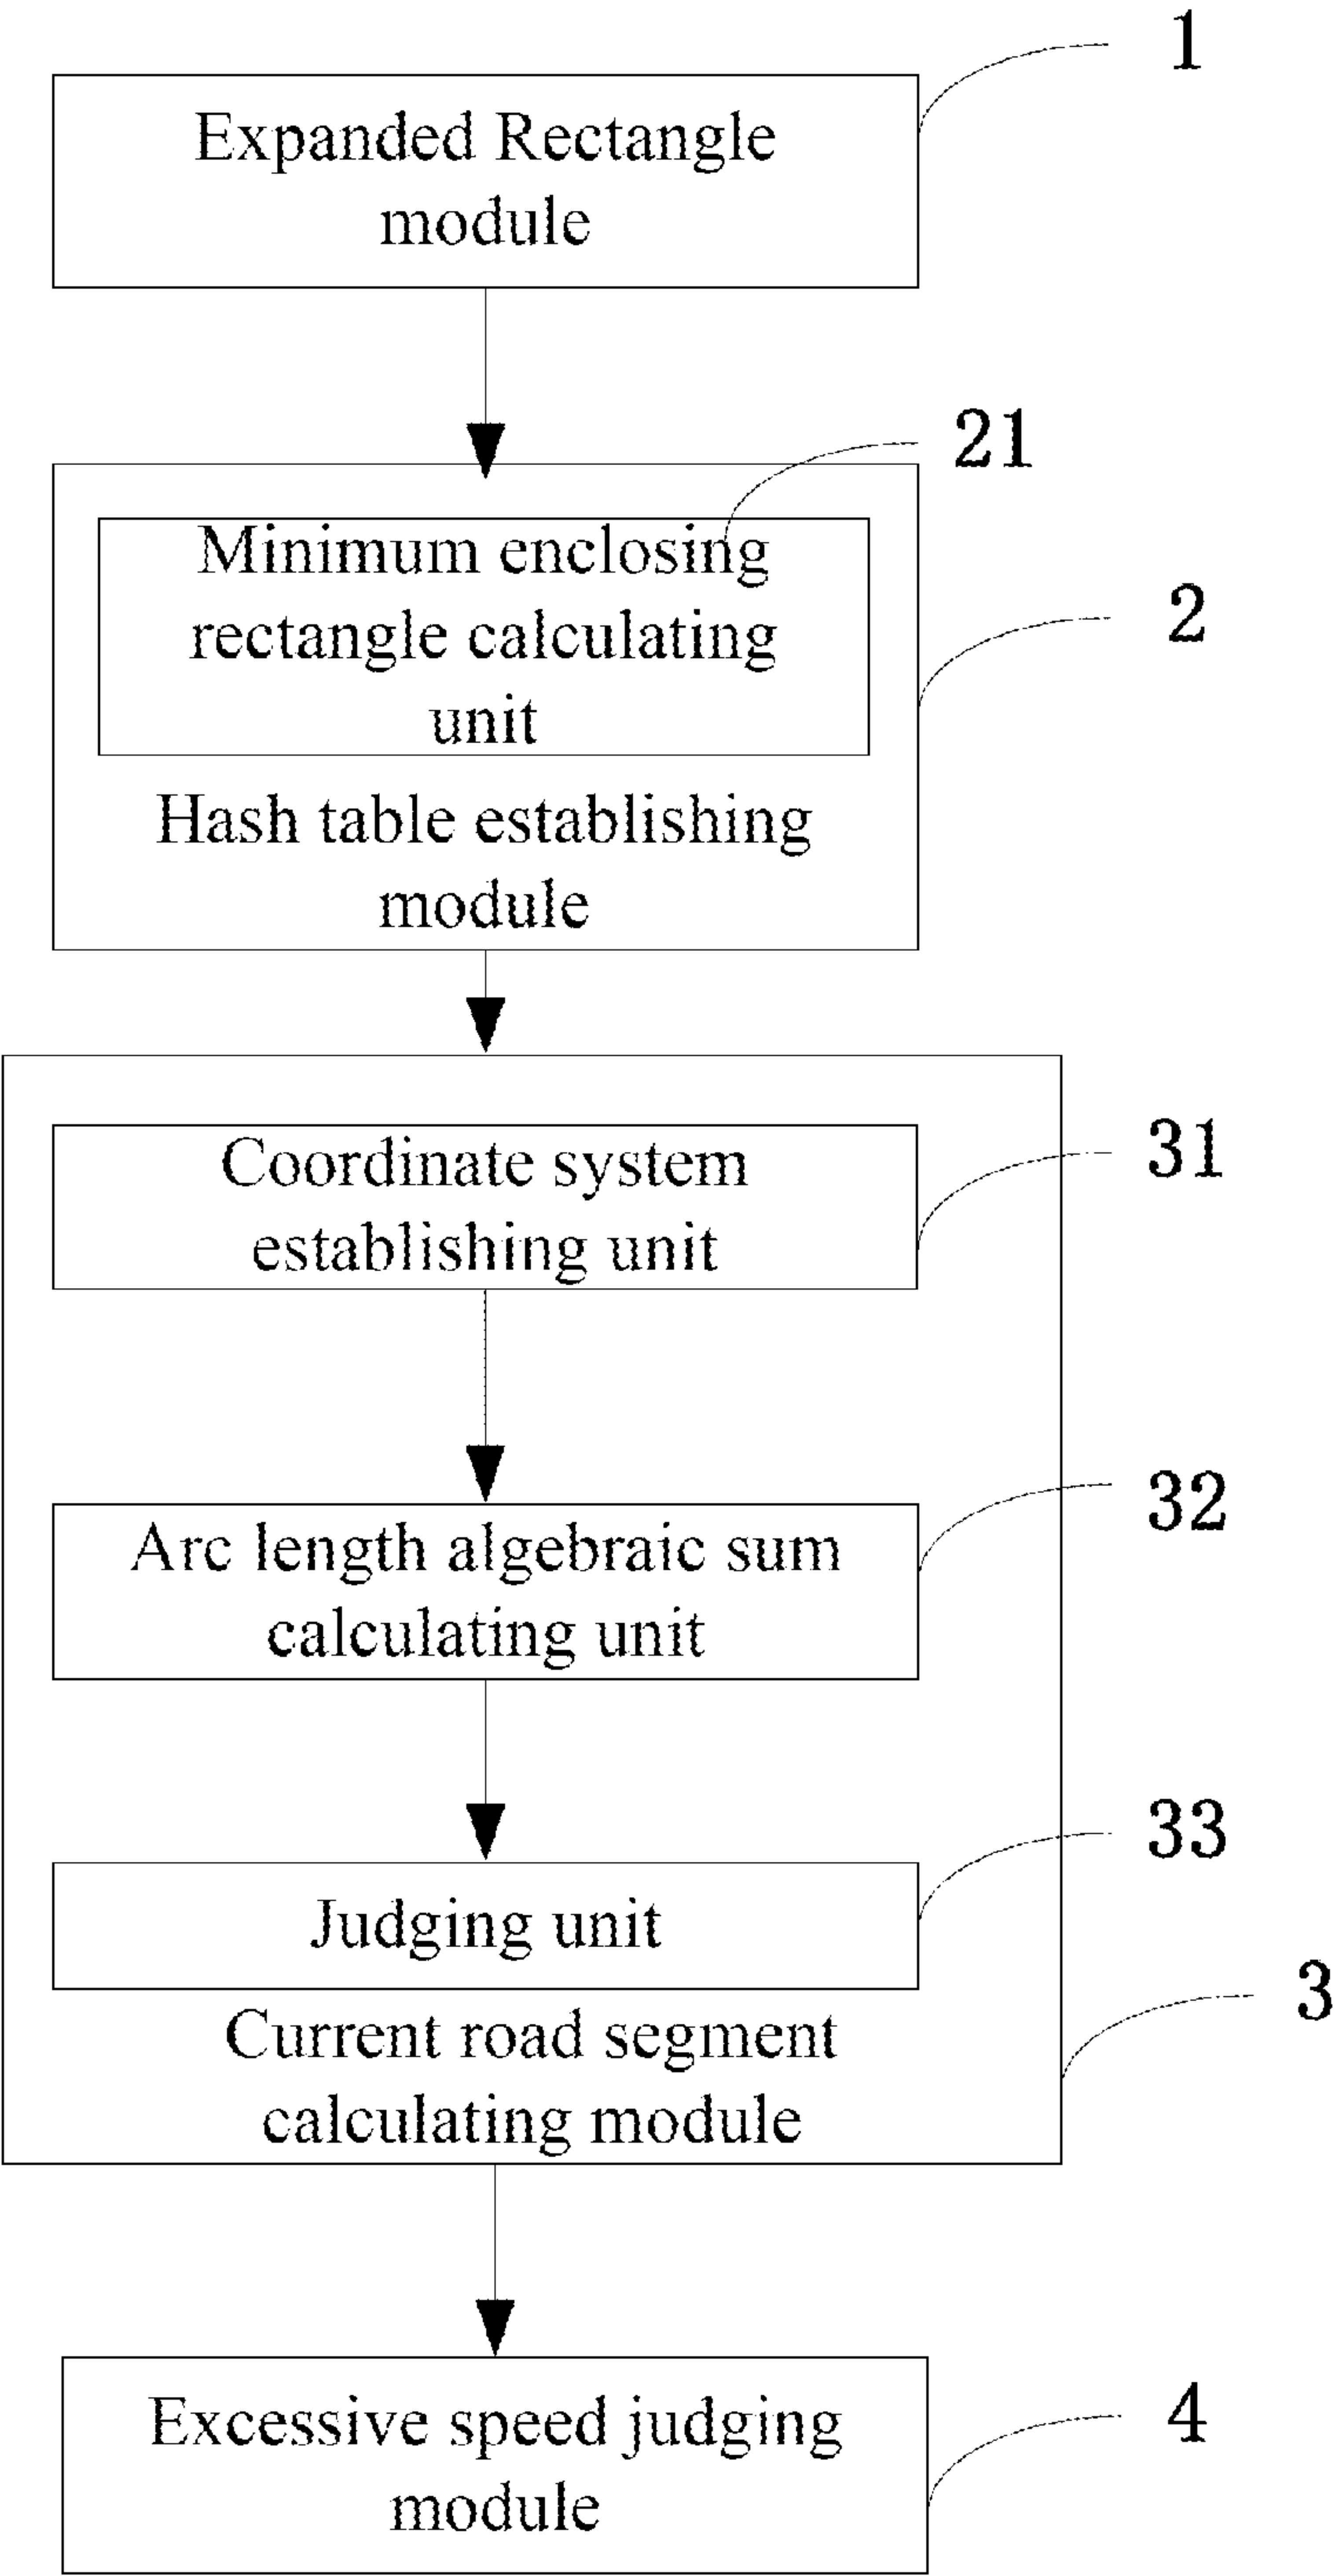 1
Expanded Rectangle
module
21
Minimum enclosing
rectangle calculating
unit
2
Hash table establishing
module
31
Coordinate system
establishing unit
32
Arc length algebraic sum
calculating unit
33
Judging unit
3
Current road segment
calculating module
4
Excessive speed judging
module